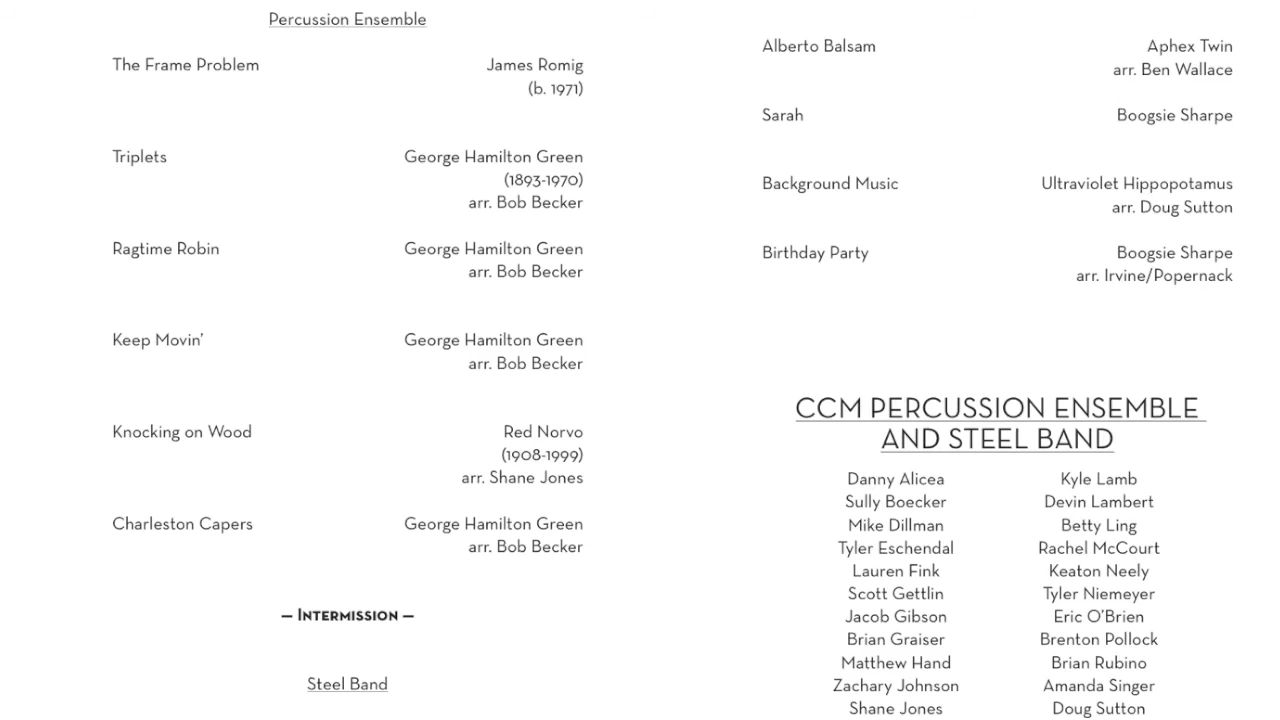 Percussion Ensemble
The Frame Problem James Romig
(b. 1971)
Triplets George Hamilton Green
(1893-1970)
arr. Bob Becker
Ragtime Robin George Hamilton Green
arr. Bob Becker
Keep Movin’ George Hamilton Green
arr. Bob Becker
Knocking on Wood Red Norvo
(1908-1999)
arr. Shane Jones
Charleston Capers George Hamilton Green
arr. Bob Becker
— Intermission —
Steel Band
Alberto Balsam Aphex Twin
arr. Ben Wallace
Sarah Boogsie Sharpe
Background Music Ultraviolet Hippopotamus
arr. Doug Sutton
Birthday Party Boogsie Sharpe
arr. Irvine/Popernack
CCM PERCUSSION ENSEMBLE
AND STEEL BAND
Danny Alicea Kyle Lamb
Sully Boecker Devin Lambert
Mike Dillman Betty Ling
Tyler Eschendal Rachel McCourt
Lauren Fink Keaton Neely
Scott Gettlin Tyler Niemeyer
Jacob Gibson Eric O’Brien
Brian Graiser Brenton Pollock
Matthew Hand Brian Rubino
Zachary Johnson Amanda Singer
Shane Jones Doug Sutton